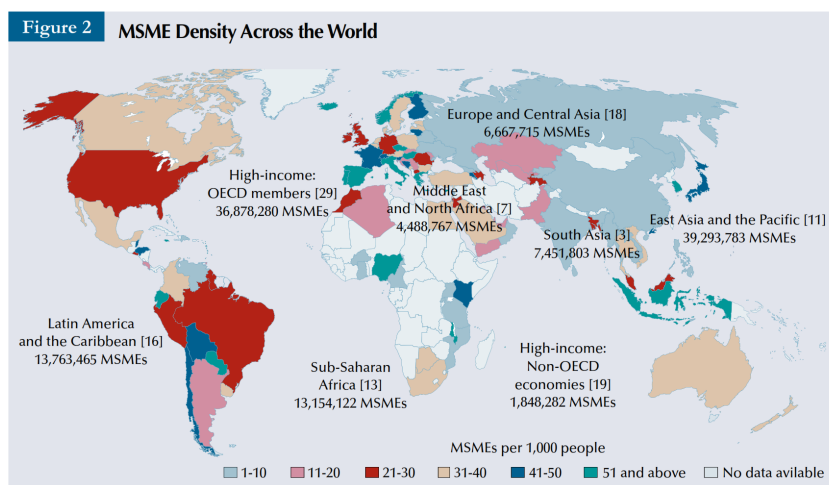 Figure 2
MSME Density Across the World
Europe and Central Asia [18]
6,667,715 MSMEs
High-income:
OECD members [29]
36,878,280 MSMEs
Middle East
and North Africa [7]
4,488,767 MSMEs
South Asia [3]
7,451,803 MSMEs
East Asia and the Pacific [11]
39,293,783 MSMEs
Latin America
and the Caribbean [16]
13,763,465 MSMEs
Sub-Saharan
Africa [13]
13,154,122 MSMEs
High-income:
Non-OECD
economies [19]
1,848,282 MSMEs
MSMEs per 1,000 people
1-10 11-20 21-30 31-40 41-50 51 and above No data avilable